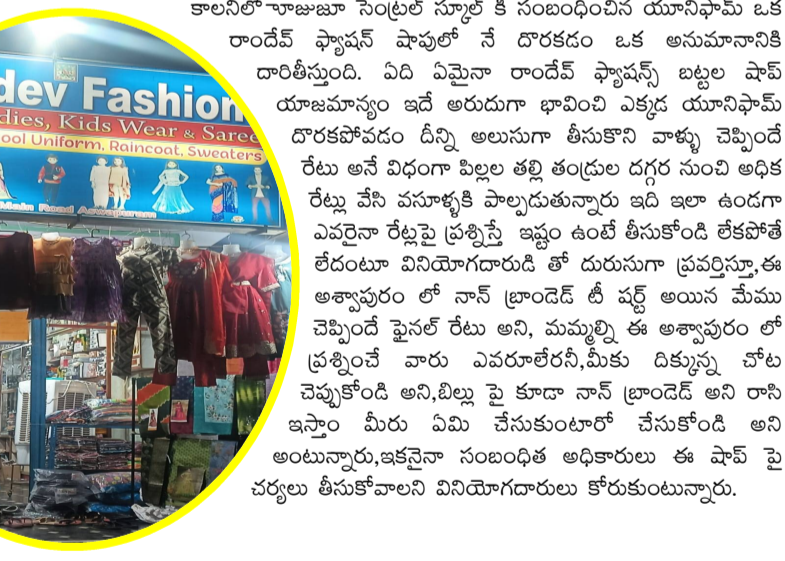 కాలనీలో సెంట్రల్ స్కూల్ కి సంబంధించిన యూనిఫామ్ ఒక
రాందేవ్ ఫ్యాషన్ షాపులో నే దొరకడం ఒక అనుమానానికి
దారితీస్తుంది. ఏది ఏమైనా రాందేవ్ ఫ్యాషన్స్ బట్టల షాప్
యాజమాన్యం ఇదే అరుదుగా భావించి ఎక్కడ యూనిఫామ్
దొరకపోవడం దీన్ని అలుసుగా తీసుకొని వాళ్ళు చెప్పిందే
రేటు అనే విధంగా పిల్లల తల్లి తండ్రుల దగ్గర నుంచి అధిక
రేట్లు వేసి వసూళ్ళకి పాల్పడుతున్నారు ఇది ఇలా ఉండగా
ఎవరైనా రేట్లపై ప్రశ్నిస్తే ఇష్టం ఉంటే తీసుకోండి లేకపోతే
లేదంటూ వినియోగదారుడి తో దురుసుగా ప్రవర్తిస్తూ,ఈ
అశ్వాపురం లో నాన్ బ్రాండెడ్ టీ షర్ట్ అయిన మేము
చెప్పిందే ఫైనల్ రేటు అని, మమ్మల్ని ఈ అశ్వాపురం లో
ప్రశ్నించే వారు ఎవరూలేరనీ,మీకు దిక్కున్న చోట
చెప్పుకోండి అని,బిల్లు పై కూడా నాన్ బ్రాండెడ్ అని రాసి
ఇస్తాం మీరు ఏమి చేసుకుంటారో చేసుకోండి అని
అంటున్నారు,ఇకనైనా సంబంధిత అధికారులు ఈ షాప్ పై
చర్యలు తీసుకోవాలని వినియోగదారులు కోరుకుంటున్నారు.
dev Fashion
dies, Kids Wear & Saree
ool Uniform, Raincoat, Sweaters
Main Road Aswapuram